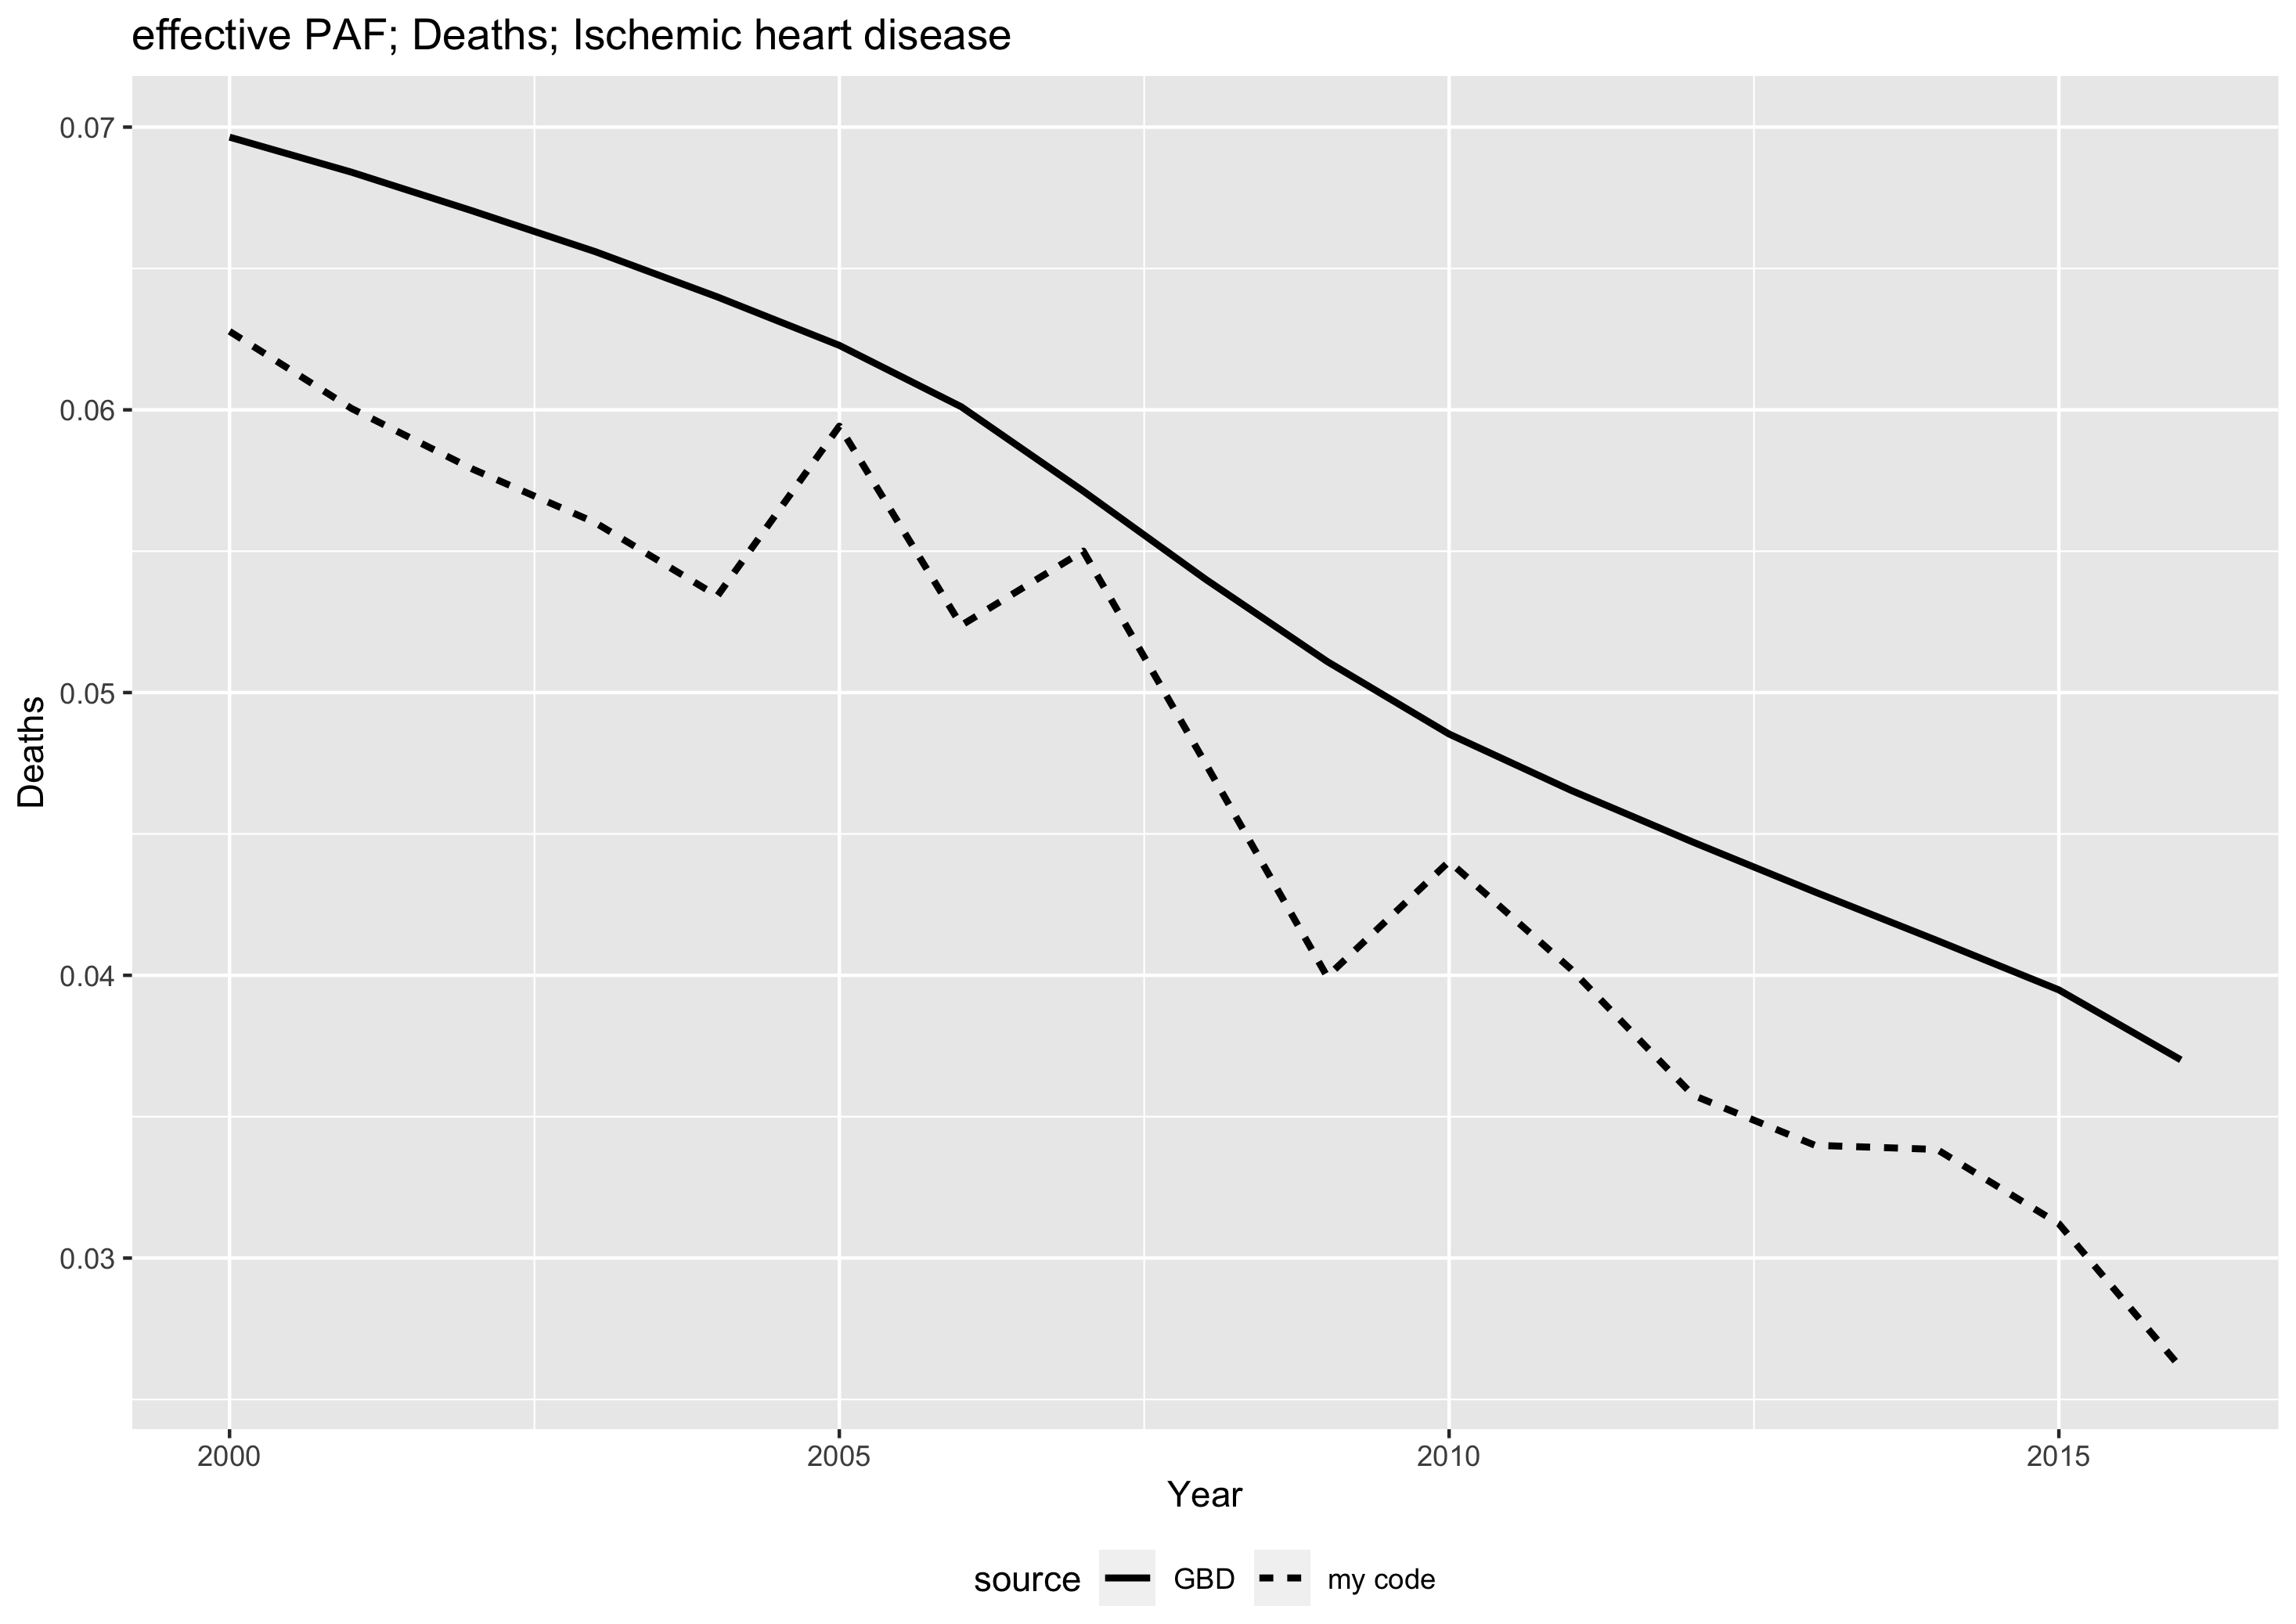 effective PAF; Deaths; Ischemic heart disease
0.07
0.06
0.05
0.04
0.03
Deaths
2000 2005 2010 2015
Year
source GBD my code